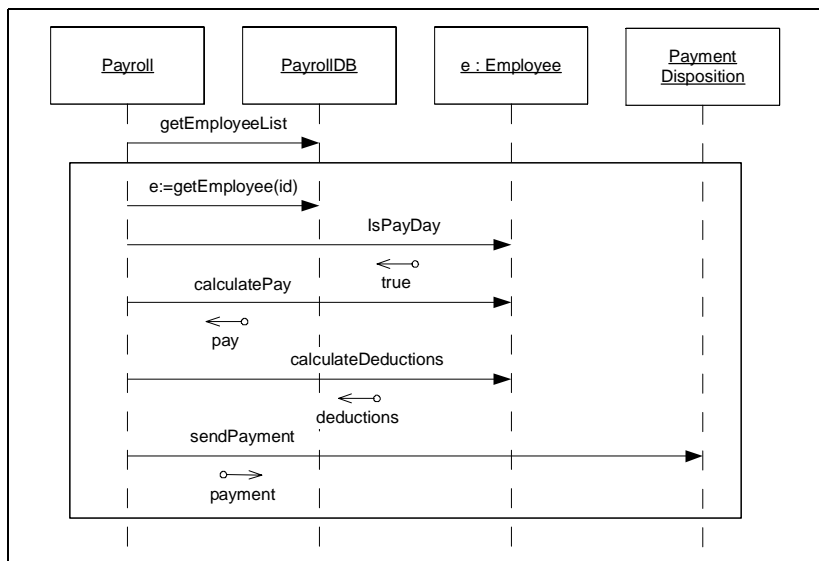 Payroll
PayrollDB
e : Employee
Payment
Disposition
getEmployeeList
e:=getEmployee(id)
IsPayDay
true
calculatePay
pay
calculateDeductions
deductions
sendPayment
payment